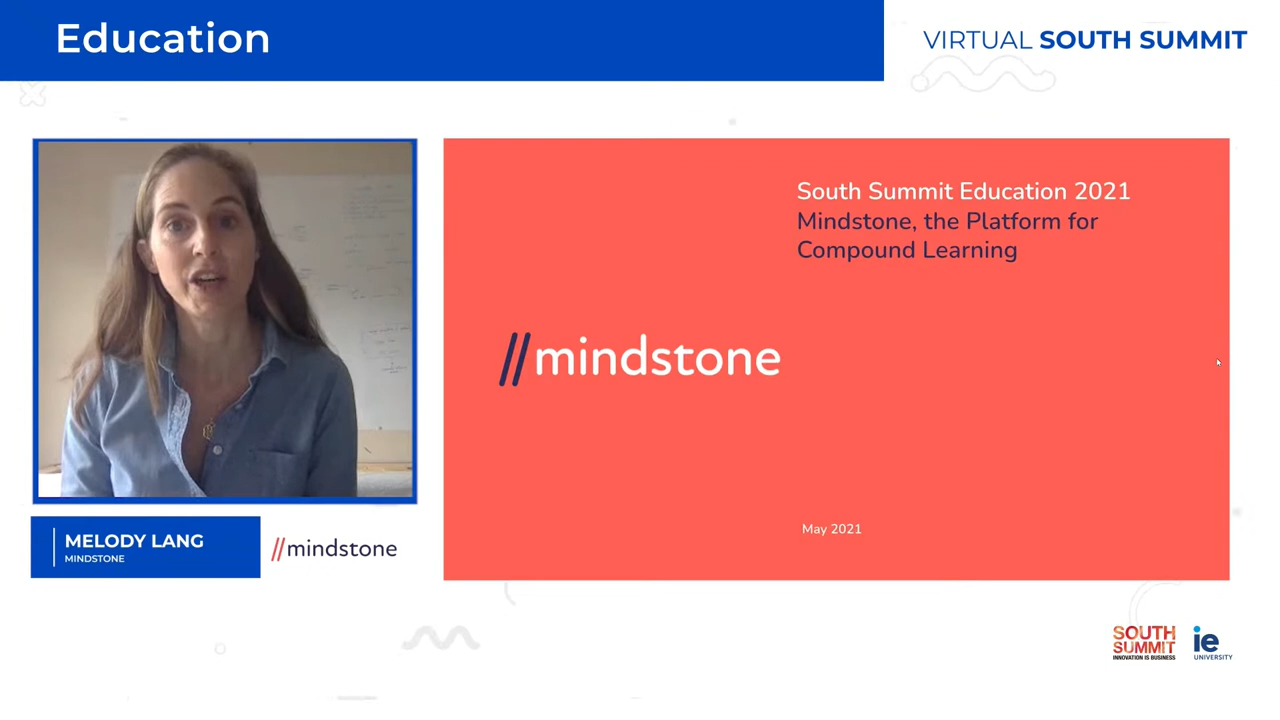 Education
VIRTUAL SOUTH SUMMIT
South Summit Education 2021
Mindstone, the Platform for
Compound Learning
//mindstone
May 2021
MELODY LANG
MINDSTONE
//mindstone
SOUTH
SUMMIT
INNOVATION IS BUSINESS
ie
UNIVERSITY